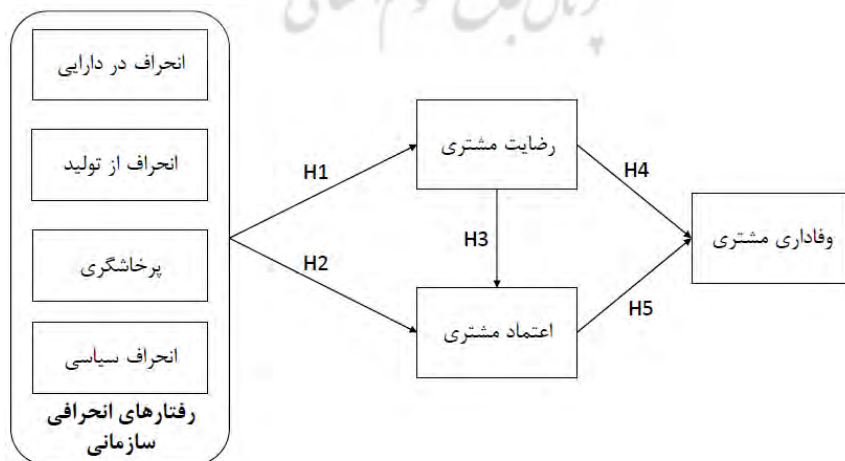 انحراف در دارایی
انحراف از تولید
پرخاشگری
انحراف سیاسی
رفتارهای انحرافی
سازمانی
H1
H2
رضایت مشتری
H3
اعتماد مشتری
H4
H5
وفاداری مشتری